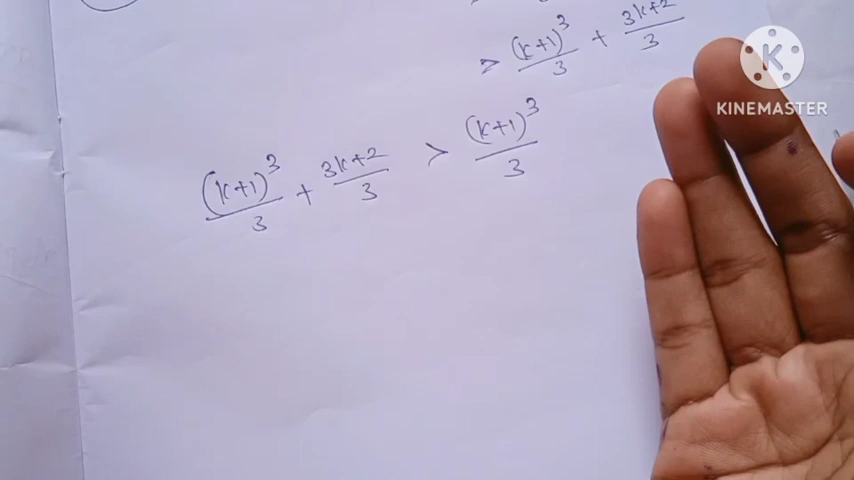 > (k+1)^3/3 + 3k+2/3
(k+1)^3/3 + 3k+2/3 > (k+1)^3/3
KINEMASTER